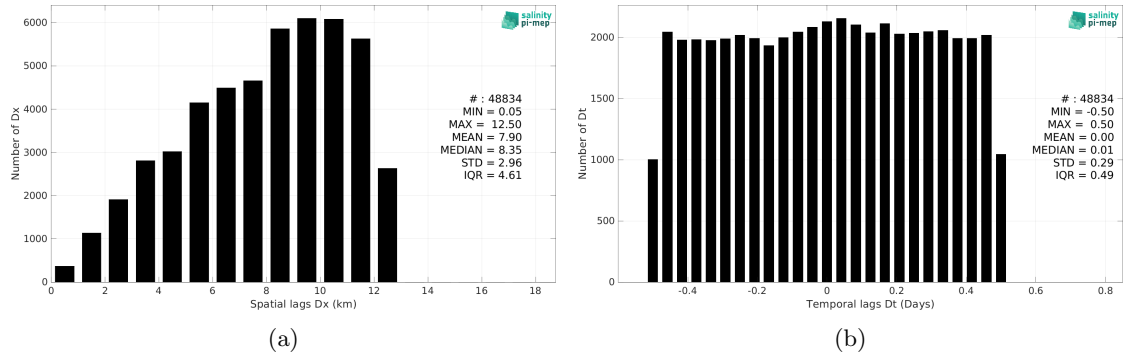 6000
5000
4000
3000
2000
1000
0
Number of Dx
0 2 4 6 8 10 12 14 16 18
Spatial lags Dx (km)
salinity
pi-mep
# : 48834
MIN = 0.05
MAX = 12.50
MEAN = 7.90
MEDIAN = 8.35
STD = 2.96
IQR = 4.61
(a)
2000
1500
1000
500
0
Number of Dt
-0.4 -0.2 0 0.2 0.4 0.6 0.8
Temporal lags Dt (Days)
salinity
pi-mep
# : 48834
MIN = -0.50
MAX = 0.50
MEAN = 0.00
MEDIAN = 0.01
STD = 0.29
IQR = 0.49
(b)